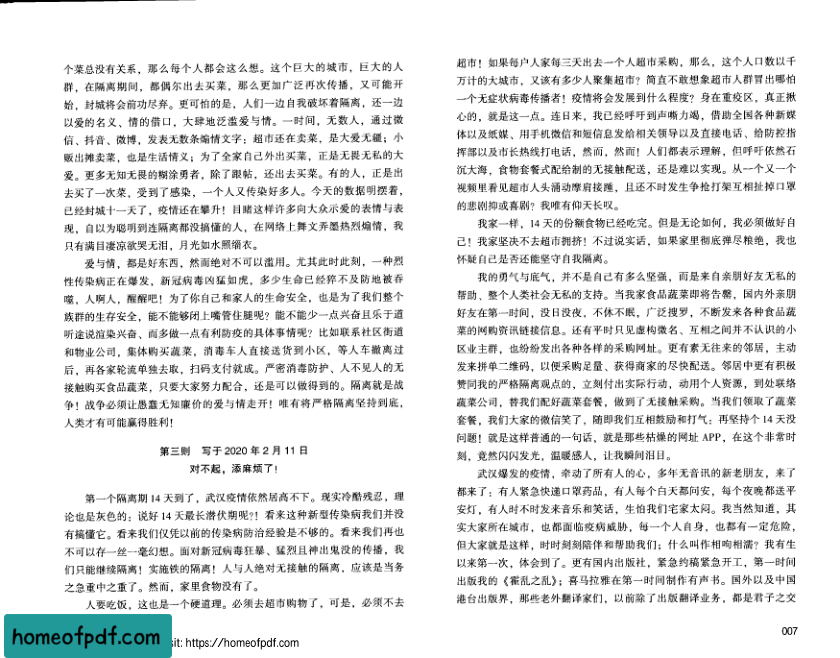 个菜总没有关系，那么每个人都会这么想。这个巨大的城市，巨大的人
群，在隔离期间，都偶尔出去买菜，那么更加广泛再次传播，又可能开
始，封城将会前功尽弃。更可怕的是，人们一边自我破坏着隔离，还一边
以爱的名义、情的借口，大肆地泛滥爱与情。一时间，无数人，通过微
信、抖音、微博，发表无数条煽情文字：超市还在卖菜，是大爱无疆；小
贩出摊卖菜，也是生活情义；为了全家自己外出买菜，正是无畏无私的大
爱。更多无知无畏的糊涂勇者，除了跟帖，还出去买菜。有的人，正是出
去买了一次菜，受到了感染，一个人又传染好多人。今天的数据明摆着，
已经封城十一天了，疫情还在攀升！目睹这样许多向大众示爱的表情与表
现，自以为聪明到连隔离都没搞懂的人，在网络上舞文弄墨热烈煽情，我
只有满目凄凉欲哭无泪，月光如水照缁衣。
爱与情，都是好东西，然而绝对不可以滥用。尤其此时此刻，一种烈
性传染病正在爆发，新冠病毒凶猛如虎，多少生命已经猝不及防地被吞
噬，人啊人，醒醒吧！为了你自己和家人的生命安全，也是为了我们整个
族群的生存安全，能不能够闭上嘴管住腿呢？能不能少一点兴奋且乐于道
听途说渲染兴奋、而多做一点有利防疫的具体事情呢？比如联系社区街道
和物业公司，集体购买蔬菜，消毒车人直接送货到小区，等人车撤离过
后，再各家轮流单独去取，扫码支付就成。严密消毒防护、人不见人的无
接触购买食品蔬菜，只要大家努力配合，还是可以做得到的。隔离就是战
争！战争必须让愚蠢无知廉价的爱与情走开！唯有将严格隔离坚持到底，
人类才有可能赢得胜利！
第三则 写于 2020 年 2 月 11 日
对不起，添麻烦了！
第一个隔离期 14 天到了，武汉疫情依然居高不下。现实冷酷残忍，理
论也是灰色的：说好 14 天最长潜伏期呢?！看来这种新型传染病我们并没
有搞懂它。看来我们仅凭以前的传染病防治经验是不够的。看来我们再也
不可以存一丝一毫幻想。面对新冠病毒狂暴、猛烈且神出鬼没的传播，我
们只能继续隔离！实施铁的隔离！人与人绝对无接触的隔离，应该是当务
之急重中之重了。然而，家里食物没有了。
人要吃饭，这也是一个硬道理。必须去超市购物了，可是，必须不去
超市！如果每户人家每三天出去一个人超市采购，那么，这个人口数以千
万计的大城市，又该有多少人聚集超市？简直不敢想象超市人群冒出哪怕
一个无症状病毒传播者！疫情将会发展到什么程度？身在重疫区，真正揪
心的，就是这一点。连日来，我已经呼吁到声嘶力竭，借助全国各种新媒
体以及纸媒、用手机微信和短信息发给相关领导以及直接电话、给防控指
挥部以及市长热线打电话，然而，然而！人们都表示理解，但呼吁依然石
沉大海，食物套餐式配给制的无接触配送，还是难以实现。从一个又一个
视频里看见超市人头涌动摩肩接踵，且还不时发生争抢打架互相扯掉口罩
的悲剧抑或喜剧？我唯有仰天长叹。
我家一样，14 天的份额食物已经吃完。但是无论如何，我必须做好自
己！我家坚决不去超市拥挤！不过说实话，如果家里彻底弹尽粮绝，我也
怀疑自己是否还能坚守自我隔离。
我的勇气与底气，并不是自己有多么坚强，而是来自亲朋好友无私的
帮助、整个人类社会无私的支持。当我家食品蔬菜即将告罄，国内外亲朋
好友在第一时间，没日没夜，不休不眠，广泛搜罗，不断发来各种食品蔬
菜的网购资讯链接信息。还有平时只见虚构微名、互相之间并不认识的小
区业主群，也纷纷发出各种各样的采购网址。更有素无往来的邻居，主动
发来拼单二维码，以便采购足量、获得商家的尽快配送。邻居中更有积极
赞同我的严格隔离观点的，立刻付出实际行动，动用个人资源，到处联络
蔬菜公司，替我们配好蔬菜套餐，做到了无接触采购。当我们领取了蔬菜
套餐，我们大家的微信笑了，随即我们互相鼓励和打气：再坚持个 14 天没
问题！就是这样普通的一句话，就是那些枯燥的网址 APP，在这个非常时
刻，竟然闪闪发光，温暖感人，让我瞬间泪目。
武汉爆发的疫情，牵动了所有人的心，多年无音讯的新老朋友，来了
都来了：有人紧急快递口罩药品，有人每个白天都问安，每个夜晚都送平
安灯，有人时不时发来音乐和笑话，生怕我们宅家太闷。我当然知道，其
实大家所在城市，也都面临疫病威胁，每一个人自身，也都有一定危险，
但大家就是这样，时时刻刻陪伴和帮助我们；什么叫作相呴相濡？我有生
以来第一次，体会到了。更有国内出版社，紧急约稿紧急开工，第一时间
出版我的《霍乱之乱》；喜马拉雅在第一时间制作有声书。国外以及中国
港台出版界，那些老外翻译家们，以前除了出版翻译业务，都是君子之交
007
homeofpdf.com
sit: https://homeofpdf.com